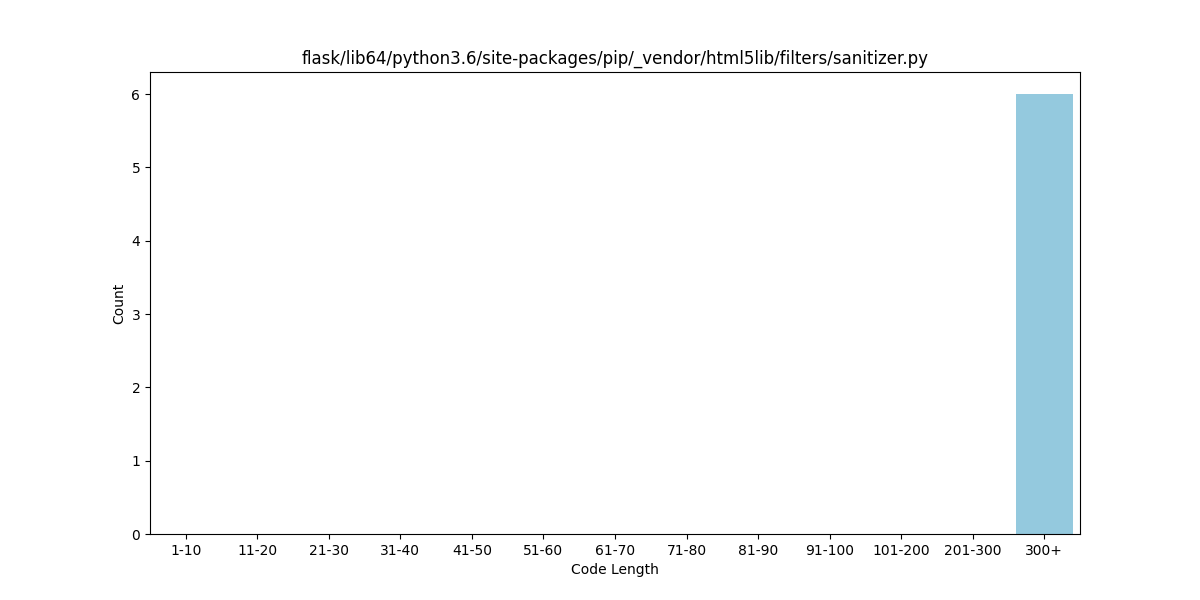 flask/lib64/python3.6/site-packages/pip/_vendor/html5lib/filters/sanitizer.py
6
5
4
3
2
1
0
Count
1-10 11-20 21-30 31-40 41-50 51-60 61-70 71-80 81-90 91-100 101-200 201-300 300+
Code Length